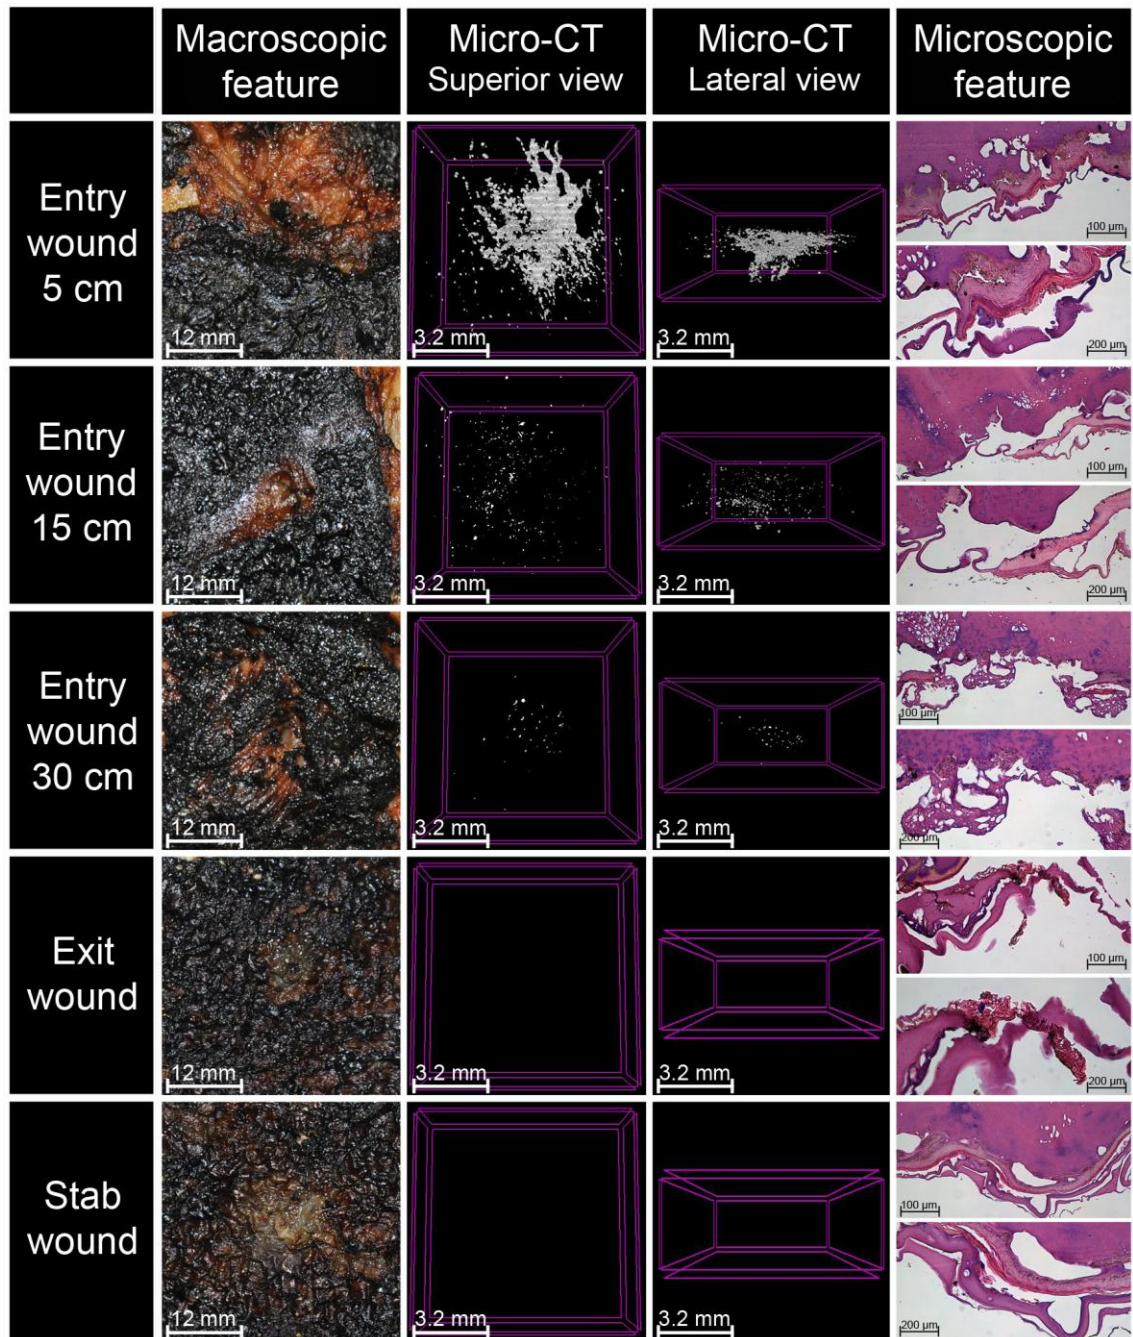 Macroscopic
feature
Micro-CT
Superior view
Micro-CT
Lateral view
Microscopic
feature
Entry
wound
5 cm
12 mm
3.2 mm
3.2 mm
100 µm
200 µm
Entry
wound
15 cm
12 mm
3.2 mm
3.2 mm
100 µm
200 µm
Entry
wound
30 cm
12 mm
3.2 mm
3.2 mm
100 µm
200 µm
Exit
wound
12 mm
3.2 mm
3.2 mm
100 µm
200 µm
Stab
wound
12 mm
3.2 mm
3.2 mm
100 µm
200 µm